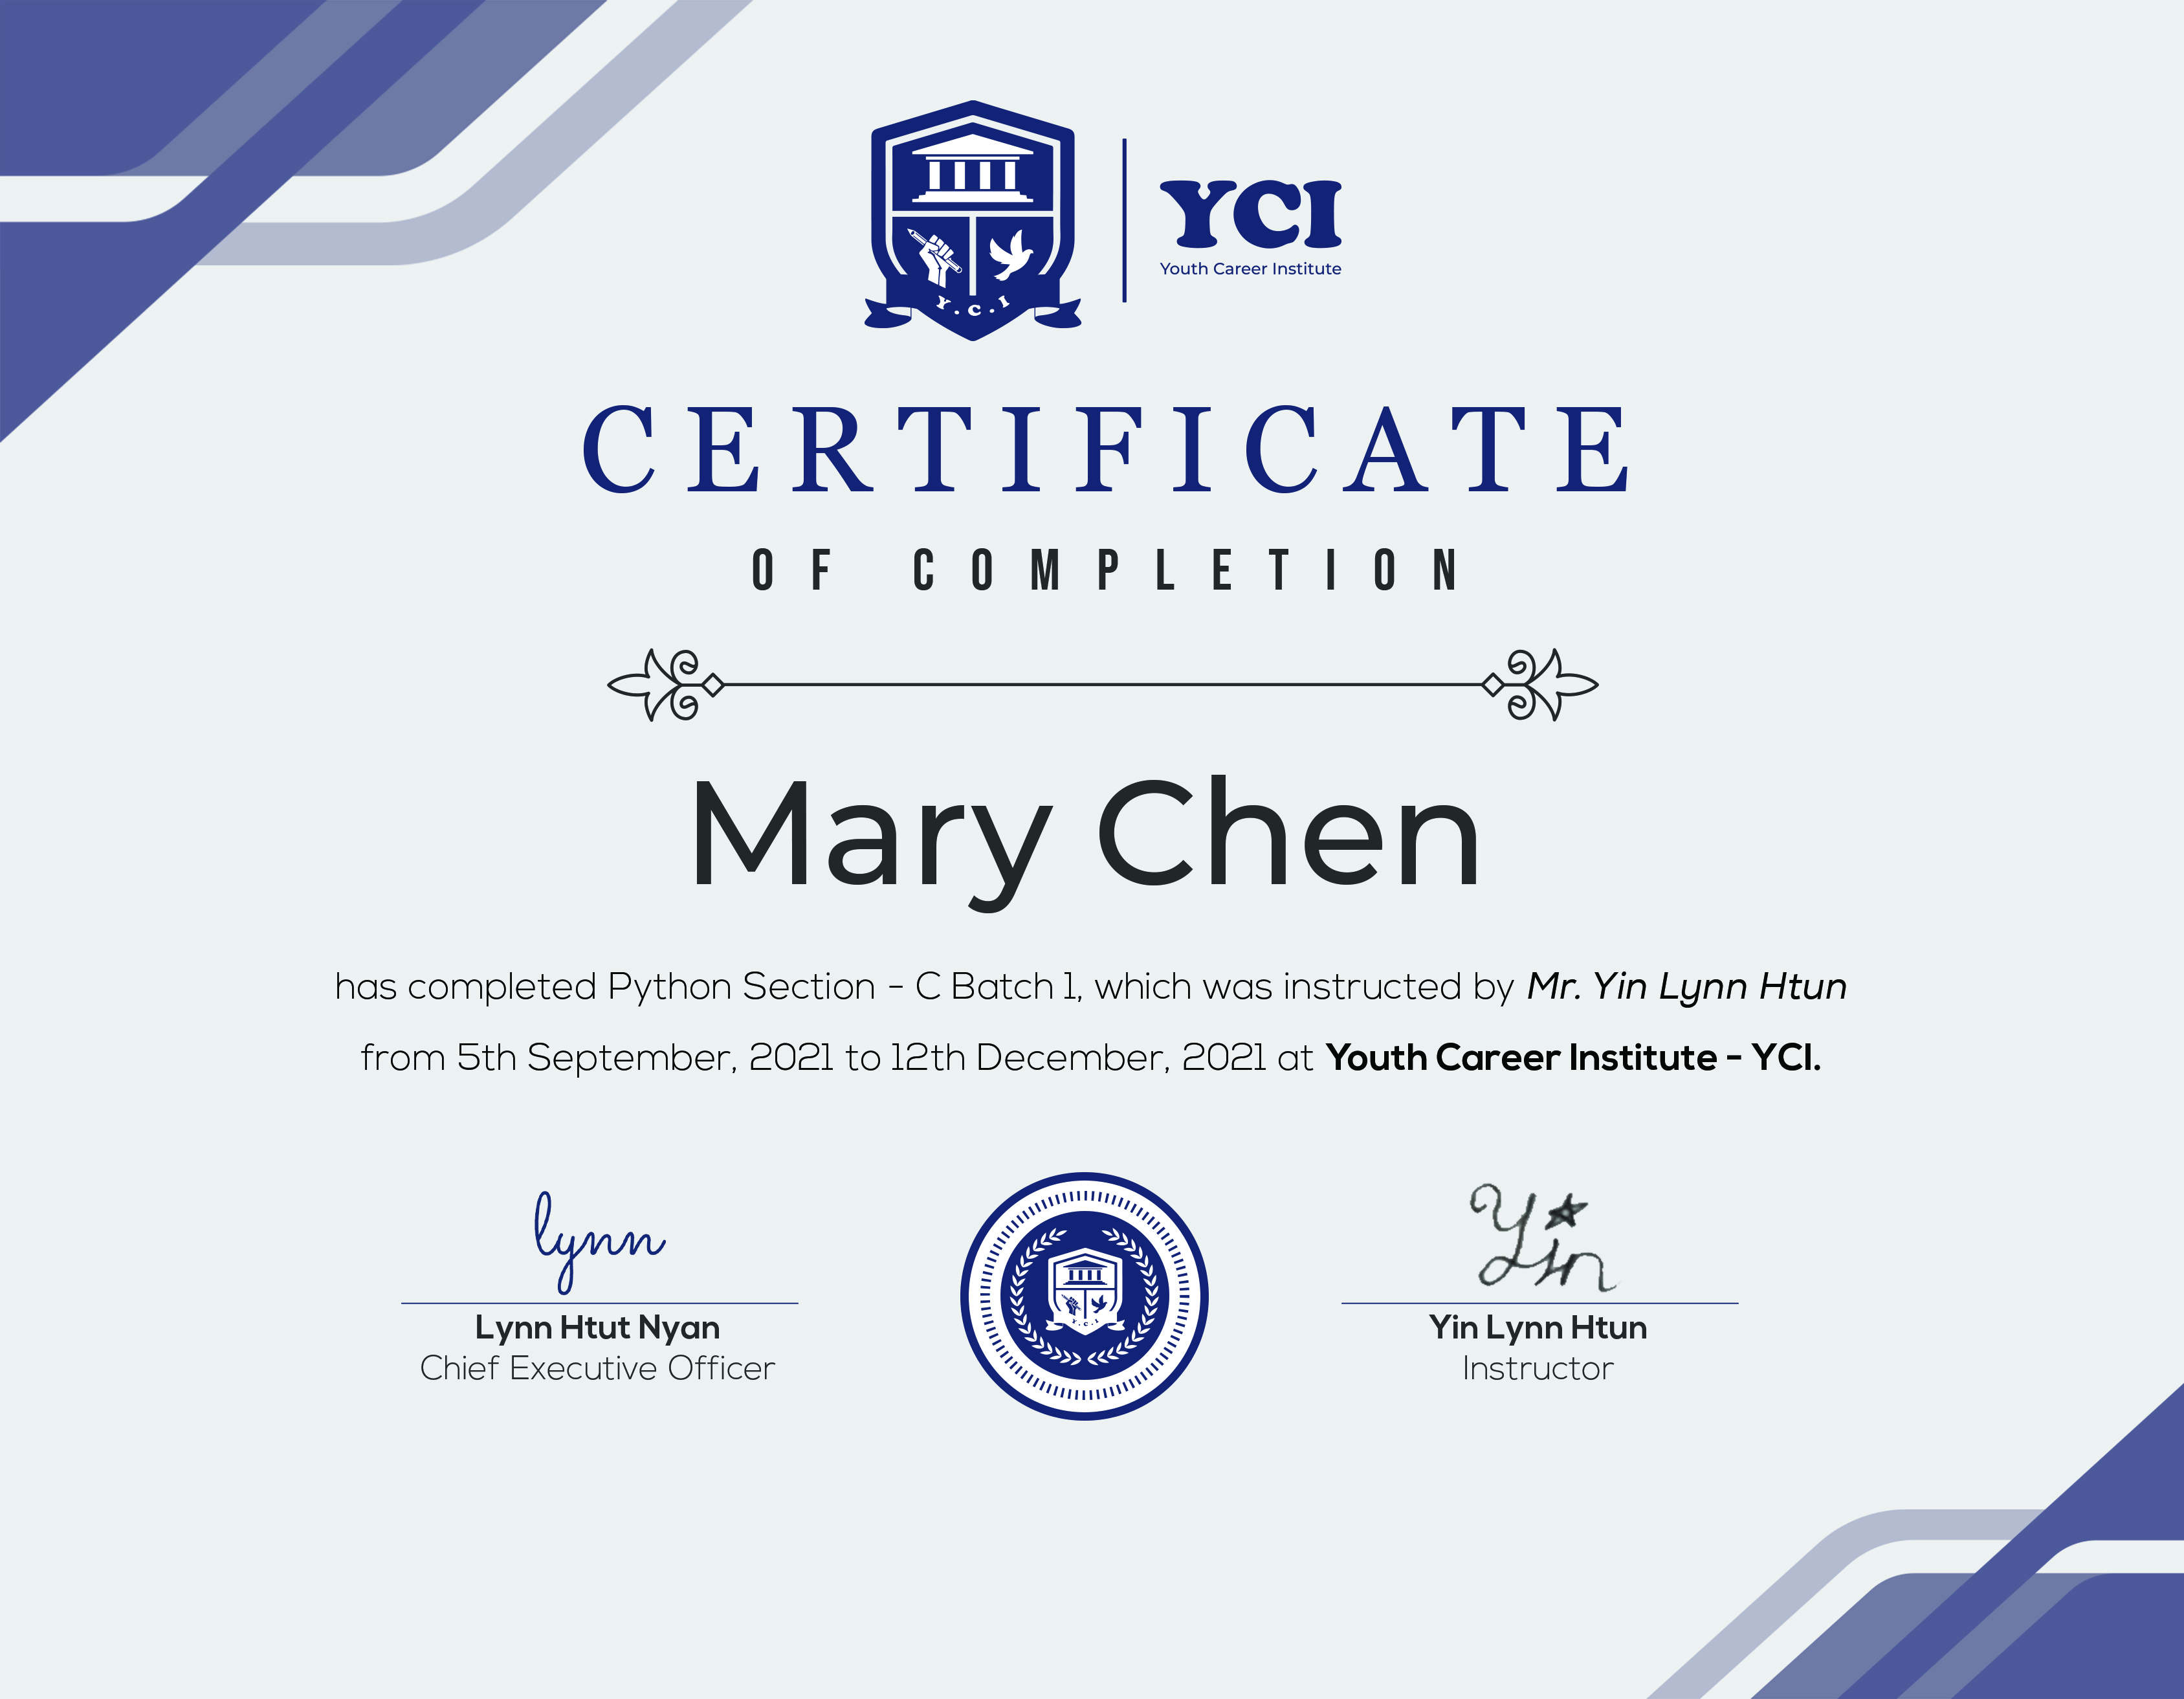 YCI
Youth Career Institute
Y.C.I
CERTIFICATE
OF COMPLETION
Mary Chen
has completed Python Section - C Batch 1, which was instructed by Mr. Yin Lynn Htun
from 5th September, 2021 to 12th December, 2021 at Youth Career Institute - YCI.
lynn
Yin
Y.C.I
Lynn Htut Nyan
Yin Lynn Htun
Chief Executive Officer
Instructor